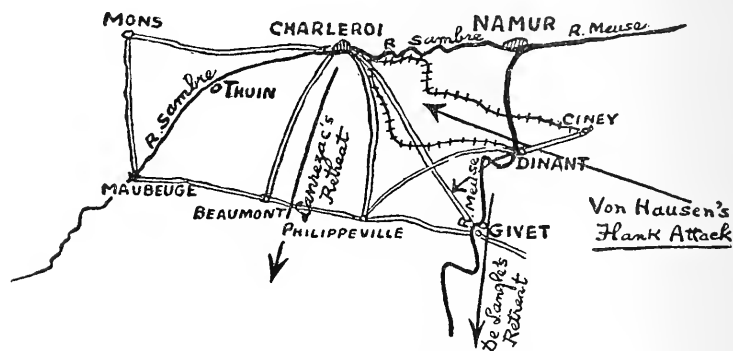 MONS
CHARLEROI
NAMUR
R. Meuse.
R Sambre
THUIN
R. Sambre
CINEY
DINANT
Lanrezac's
Retreat
MAUBEUGE
BEAUMONT
PHILIPPEVILLE
R. Meuse
GIVET
Von Hausen's
Flank Attack
De Langle's
Retreat